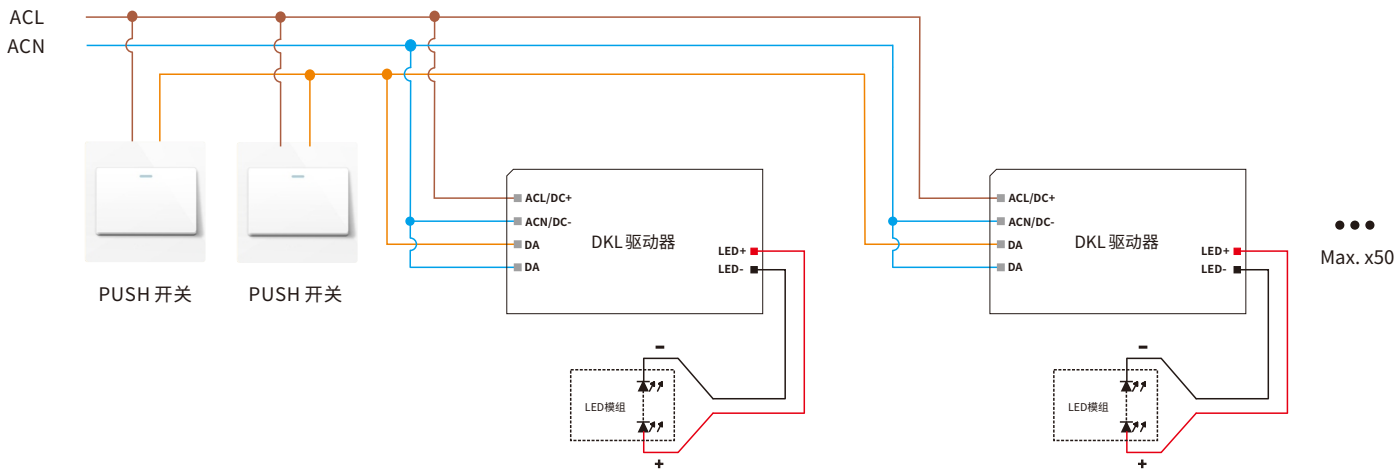 ACL
ACN
PUSH 开关
PUSH 开关
ACL/DC+
ACN/DC-
DA
DA
DKL 驱动器
LED+
LED-
-
LED模组
+
ACL/DC+
ACN/DC-
DA
DA
DKL 驱动器
LED+
LED-
-
LED模组
+
•••
Max. x50